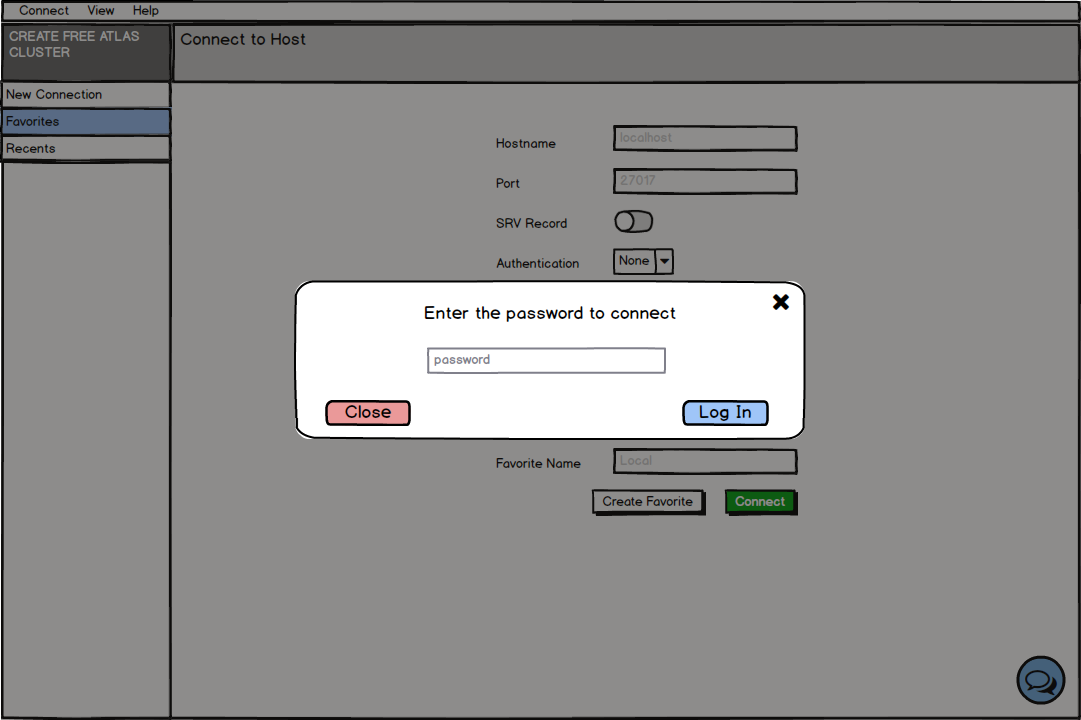 Connect View Help
CREATE FREE ATLAS
CLUSTER
Connect to Host
New Connection
Favorites
Recents
Hostname localhost
Port 27017
SRV Record
Authentication None
Enter the password to connect
password
Close Log In
Favorite Name Local
Create Favorite Connect